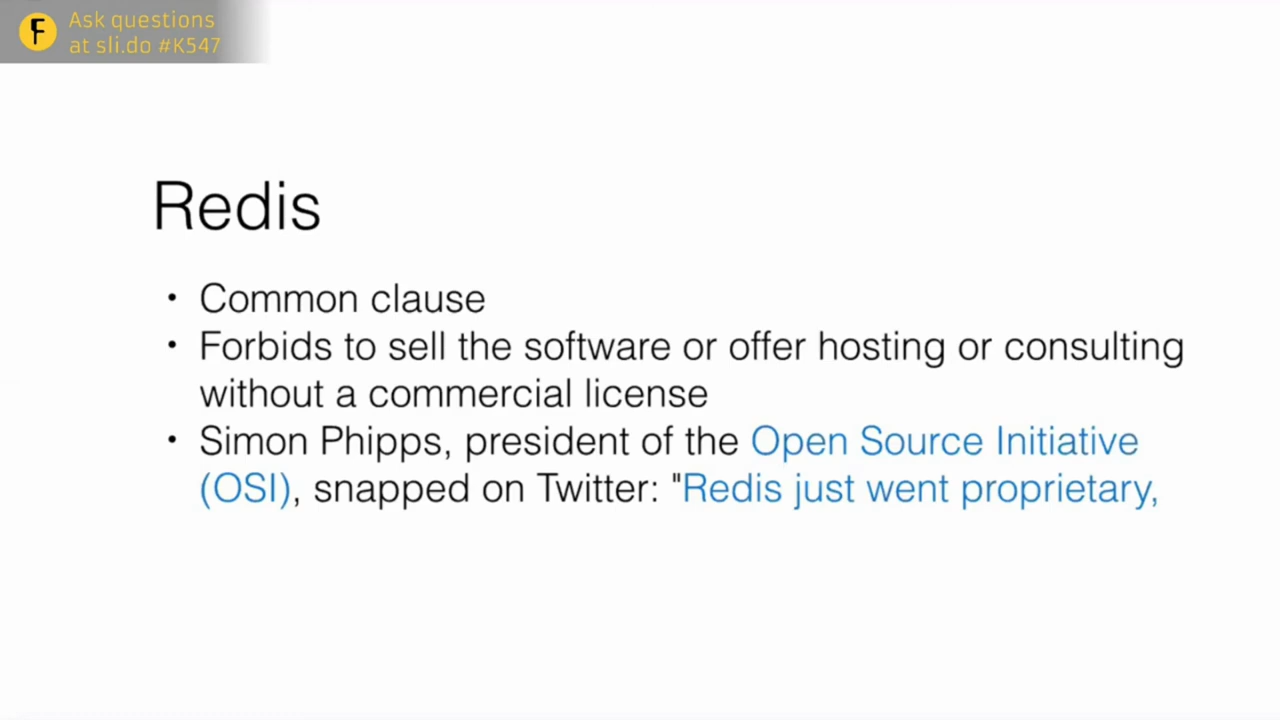 Ask questions
at sli.do #K547
Redis
• Common clause
• Forbids to sell the software or offer hosting or consulting
without a commercial license
• Simon Phipps, president of the Open Source Initiative
(OSI), snapped on Twitter: "Redis just went proprietary,